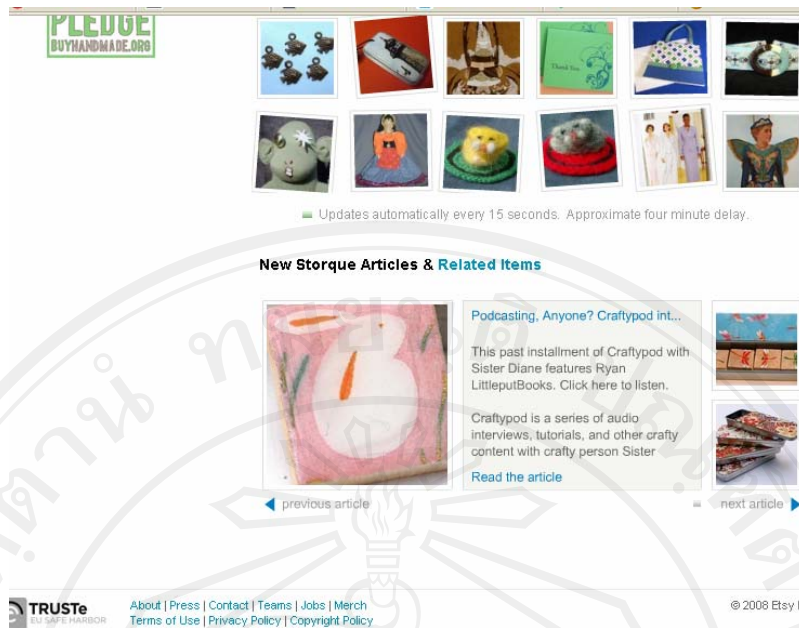 PLEDGE
BUYHANDMADE.ORG
Thank You
Updates automatically every 15 seconds. Approximate four minute delay.
New Storque Articles & Related Items
Podcasting, Anyone? Craftypod int...
This past installment of Craftypod with
Sister Diane features Ryan
LittleputBooks. Click here to listen.
Craftypod is a series of audio
interviews, tutorials, and other crafty
content with crafty person Sister
Read the article
previous article
next article
TRUSTe
EU SAFE HARBOR
About | Press | Contact | Teams | Jobs | Merch
Terms of Use | Privacy Policy | Copyright Policy
© 2008 Etsy